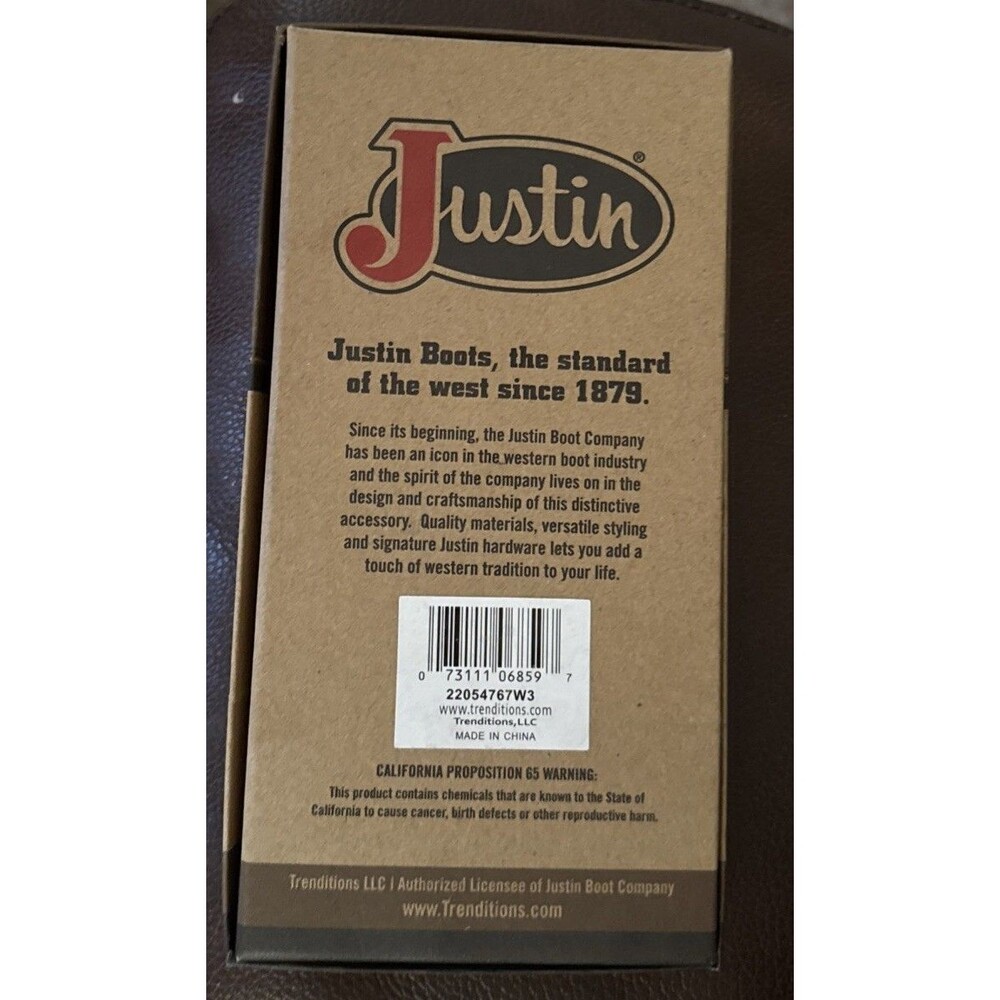 Justin®
Justin Boots, the standard
of the west since 1879.
Since its beginning, the Justin Boot Company
has been an icon in the western boot industry
and the spirit of the company lives on in the
design and craftsmanship of this distinctive
accessory. Quality materials, versatile styling
and signature Justin hardware lets you add a
touch of western tradition to your life.
0 73111 06859 7
22054767W3
www.trenditions.com
Trenditions,LLC
MADE IN CHINA
CALIFORNIA PROPOSITION 65 WARNING:
This product contains chemicals that are known to the State of
California to cause cancer, birth defects or other reproductive harm.
Trenditions LLC | Authorized Licensee of Justin Boot Company
www.Trenditions.com